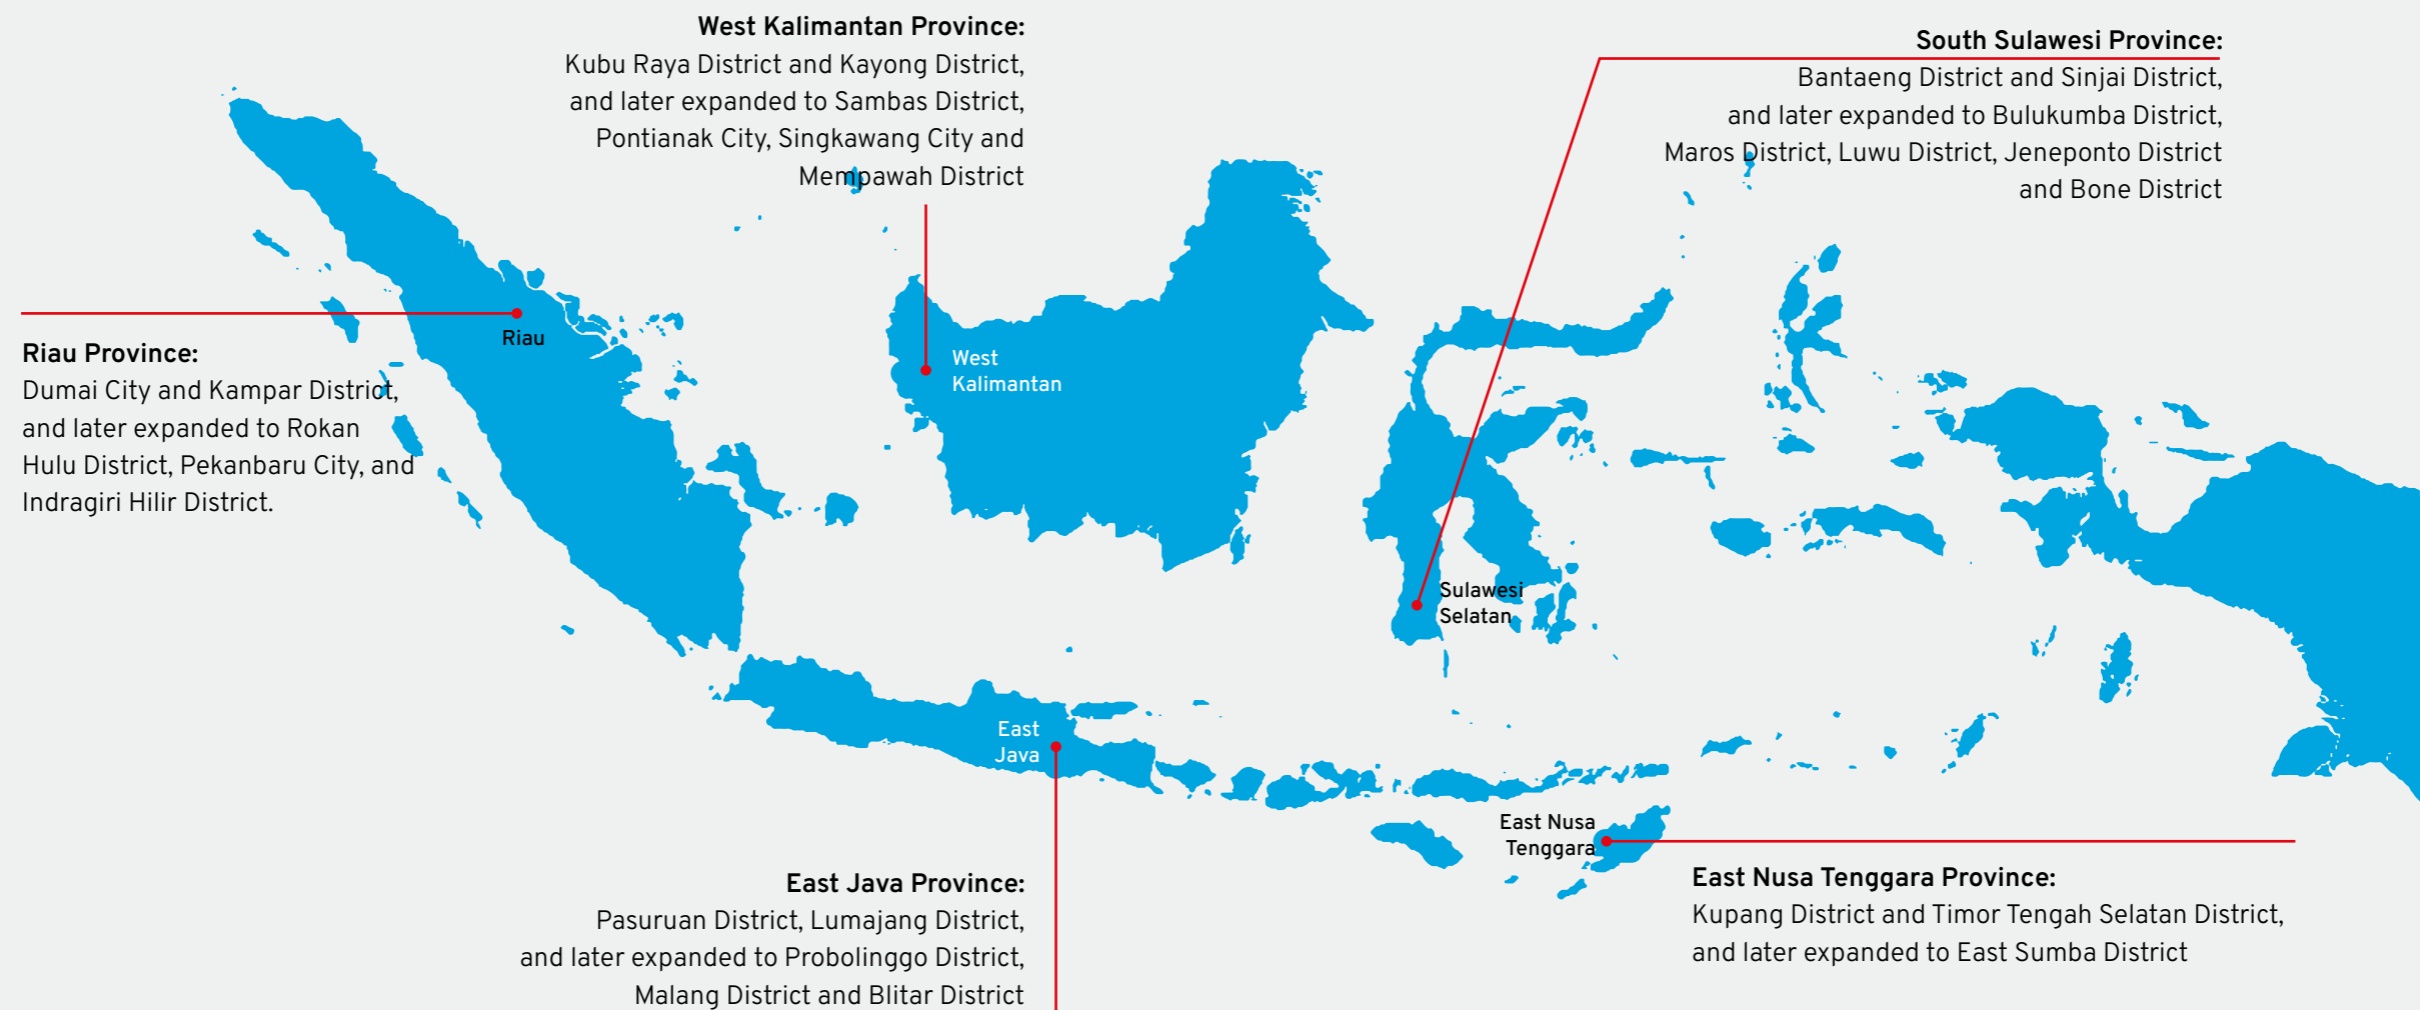 West Kalimantan Province:
Kubu Raya District and Kayong District,
and later expanded to Sambas District,
Pontianak City, Singkawang City and
Mempawah District
South Sulawesi Province:
Bantaeng District and Sinjai District,
and later expanded to Bulukumba District,
Maros District, Luwu District, Jeneponto District
and Bone District
Riau
Riau Province:
Dumai City and Kampar District,
and later expanded to Rokan
Hulu District, Pekanbaru City, and
Indragiri Hilir District.
West
Kalimantan
Sulawesi
Selatan
East
Java
East Nusa
Tenggara
East Java Province:
Pasuruan District, Lumajang District,
and later expanded to Probolinggo District,
Malang District and Blitar District
East Nusa Tenggara Province:
Kupang District and Timor Tengah Selatan District,
and later expanded to East Sumba District